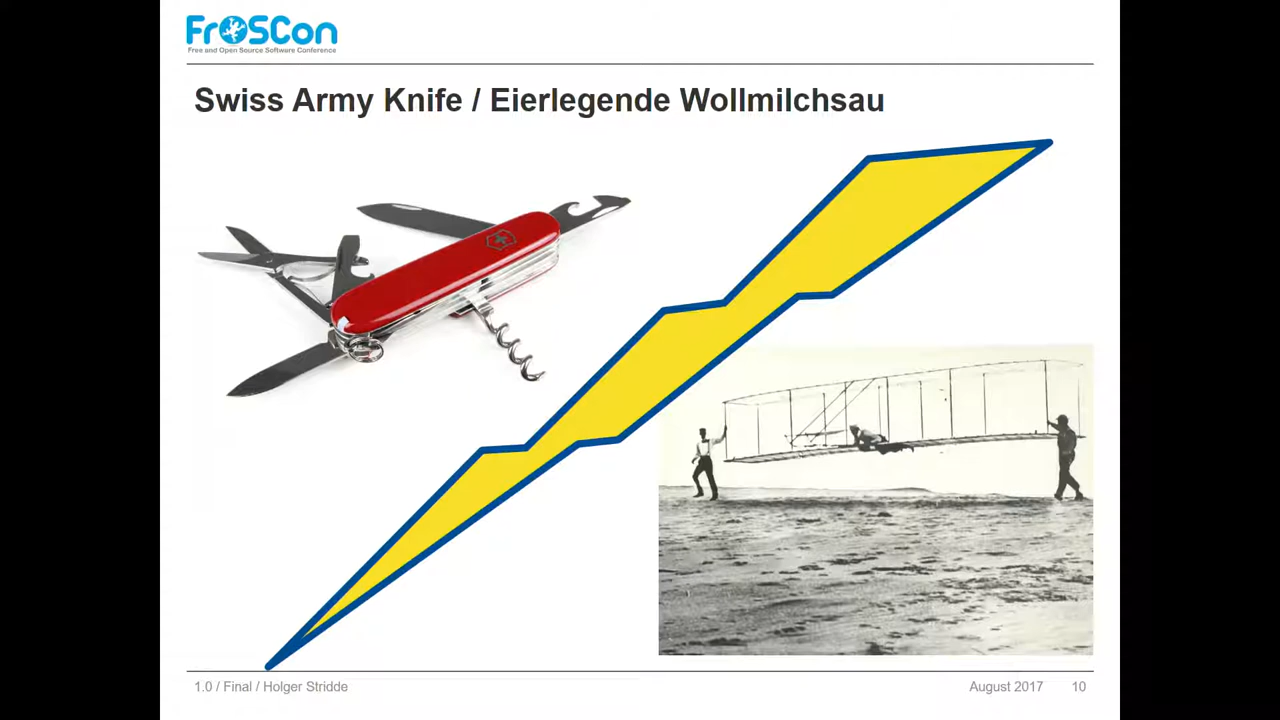 FrOSCon
Free and Open Source Software Conference
Swiss Army Knife / Eierlegende Wollmilchsau
1.0 / Final / Holger Stridde
August 2017
10